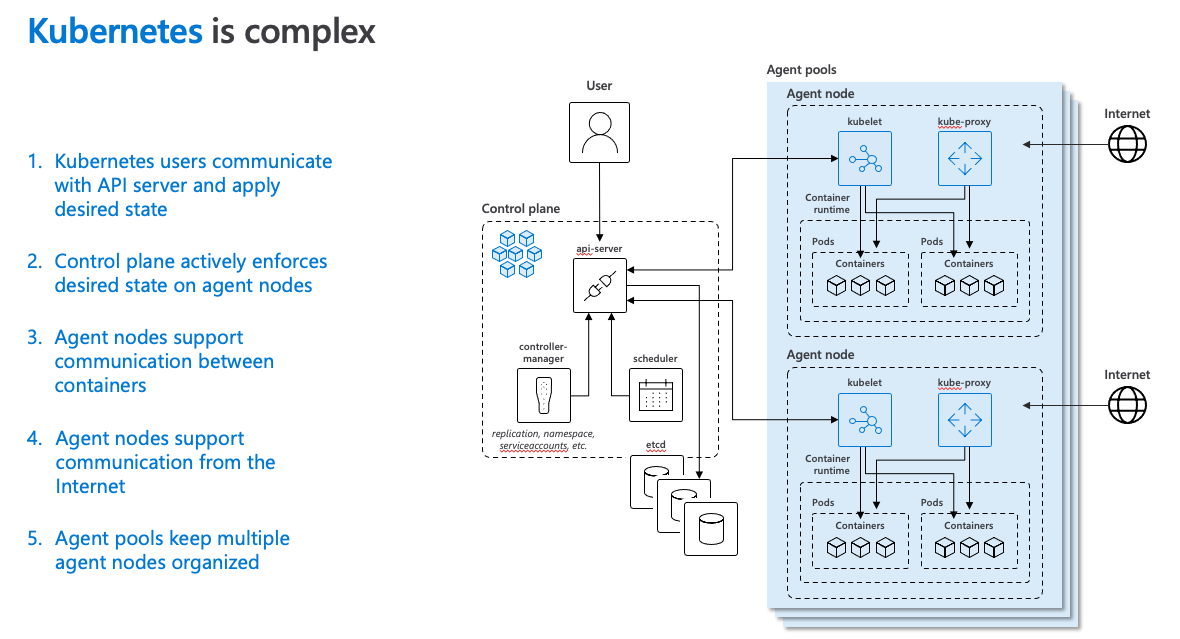 Kubernetes is complex
1. Kubernetes users communicate
with API server and apply
desired state
2. Control plane actively enforces
desired state on agent nodes
3. Agent nodes support
communication between
containers
4. Agent nodes support
communication from the
Internet
5. Agent pools keep multiple
agent nodes organized
User
Control plane
api-server
controller-
manager
scheduler
replication, namespace,
serviceaccounts, etc.
etcd
Agent pools
Agent node
kubelet
kube-proxy
Internet
Container
runtime
Pods
Pods
Containers
Containers
Agent node
kubelet
kube-proxy
Internet
Container
runtime
Pods
Pods
Containers
Containers